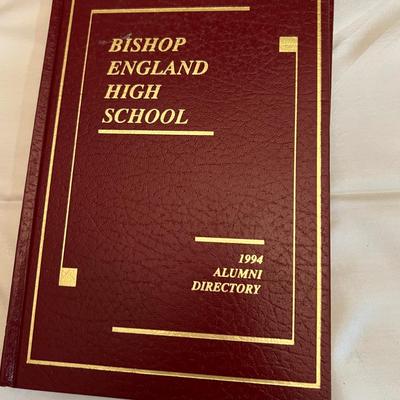 BISHOP
ENGLAND
HIGH
SCHOOL
1994
ALUMNI
DIRECTORY